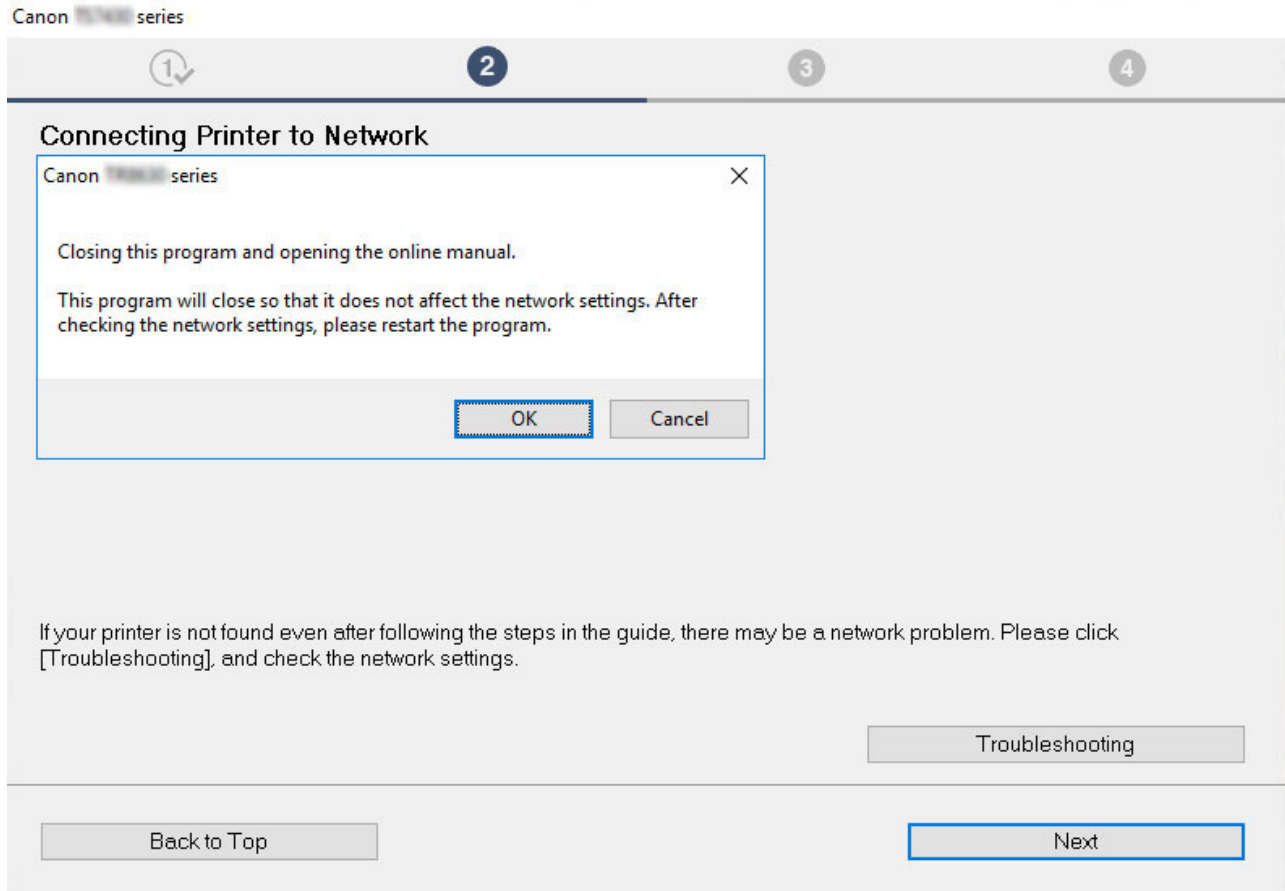 Canon series
1
2
3
4
Connecting Printer to Network
Canon series
Closing this program and opening the online manual.
This program will close so that it does not affect the network settings. After
checking the network settings, please restart the program.
OK
Cancel
If your printer is not found even after following the steps in the guide, there may be a network problem. Please click
[Troubleshooting], and check the network settings.
Troubleshooting
Back to Top
Next